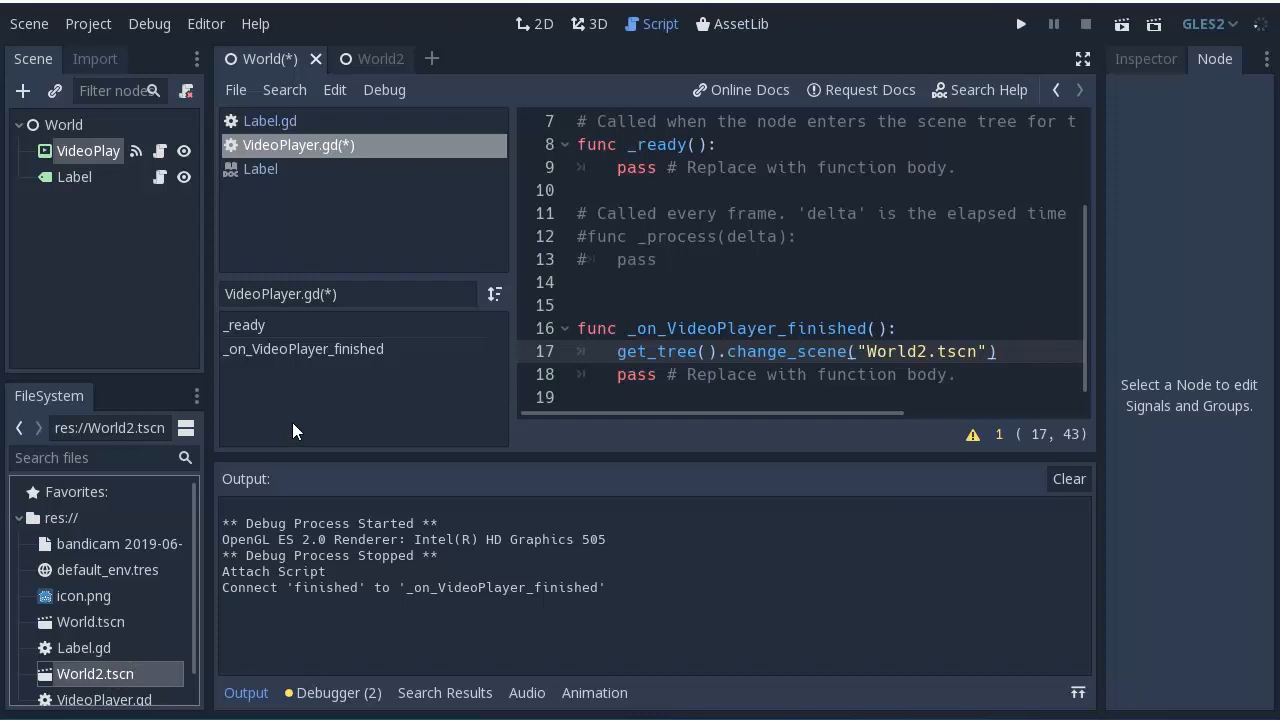 Scene Project Debug Editor Help 2D 3D Script AssetLib GLES2
Scene Import
World(*) World2
Inspector Node
Filter node
File Search Edit Debug Online Docs Request Docs Search Help
World
VideoPlay
Label
Label.gd
VideoPlayer.gd(*)
Label
VideoPlayer.gd(*)
_ready
_on_VideoPlayer_finished
7 # Called when the node enters the scene tree for t
8 func _ready():
9 pass # Replace with function body.
10
11 # Called every frame. 'delta' is the elapsed time
12 #func _process(delta):
13 # pass
14
15
16 func _on_VideoPlayer_finished():
17 get_tree().change_scene("World2.tscn")
18 pass # Replace with function body.
19
1 ( 17, 43)
Select a Node to edit
Signals and Groups.
FileSystem
res://World2.tscn
Search files
Favorites:
res://
bandicam 2019-06-
default_env.tres
icon.png
World.tscn
Label.gd
World2.tscn
VideoPlayer.gd
Output: Clear
** Debug Process Started **
OpenGL ES 2.0 Renderer: Intel(R) HD Graphics 505
** Debug Process Stopped **
Attach Script
Connect 'finished' to '_on_VideoPlayer_finished'
Output Debugger (2) Search Results Audio Animation